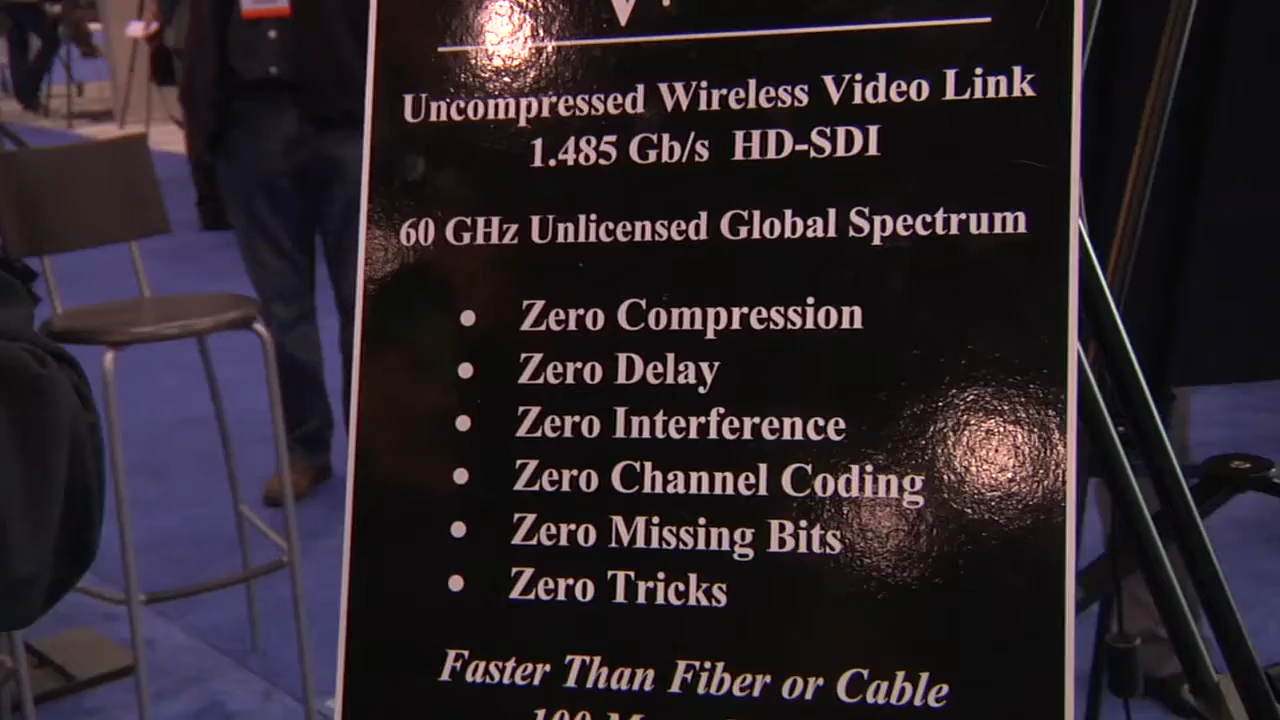 Uncompressed Wireless Video Link
1.485 Gb/s HD-SDI
60 GHz Unlicensed Global Spectrum
• Zero Compression
• Zero Delay
• Zero Interference
• Zero Channel Coding
• Zero Missing Bits
• Zero Tricks
Faster Than Fiber or Cable